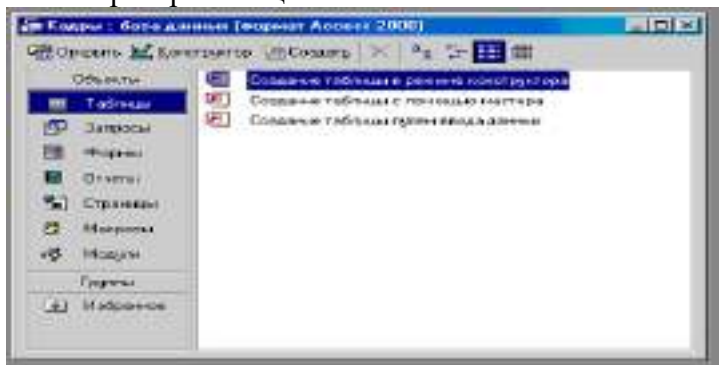 Кадры : база данных (формат Access 2000)
Открыть Конструктор Создать
Объекты
Таблицы
Запросы
Формы
Отчеты
Страницы
Макросы
Модули
Группы
Избранное
Создание таблицы в режиме конструктора
Создание таблицы с помощью мастера
Создание таблицы путем ввода данных